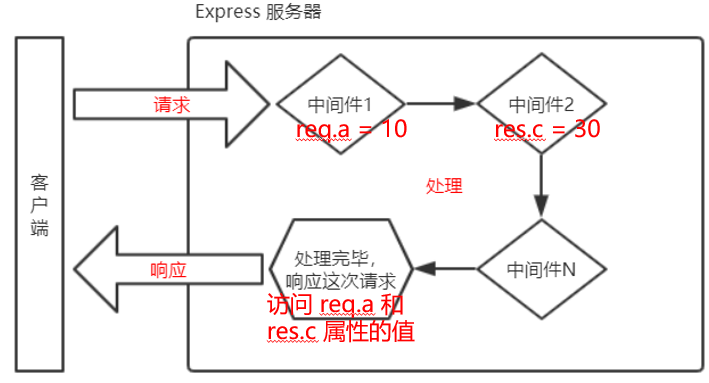 Express 服务器
请求
中间件1
req.a = 10
中间件2
res.c = 30
客户端
处理
响应
处理完毕，
响应这次请求
访问 req.a 和
res.c 属性的值
中间件N